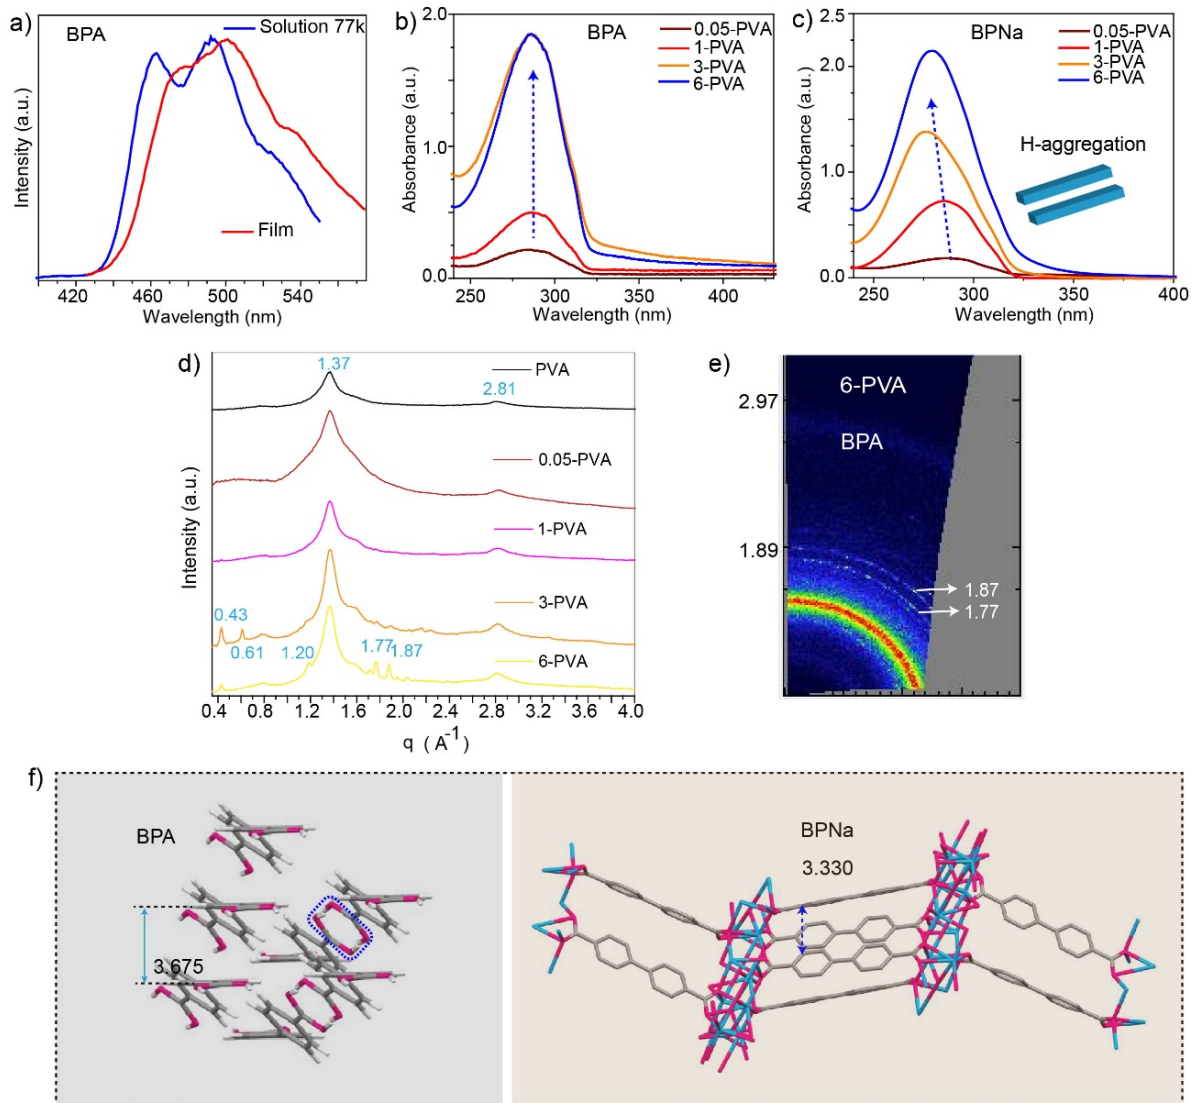 a)
BPA
Solution 77k
Film
Intensity (a.u.)
420 460 500 540
Wavelength (nm)
b)
BPA
0.05-PVA
1-PVA
3-PVA
6-PVA
Absorbance (a.u.)
2.0
1.0
0.0
250 300 350 400
Wavelength (nm)
c)
BPNa
0.05-PVA
1-PVA
3-PVA
6-PVA
H-aggregation
Absorbance (a.u.)
2.5
2.0
1.0
0.0
250 300 350 400
Wavelength (nm)
d)
1.37
PVA
2.81
0.05-PVA
1-PVA
3-PVA
0.43
0.61
1.20
1.77
1.87
6-PVA
Intensity (a.u.)
0.4 0.8 1.2 1.6 2.0 2.4 2.8 3.2 3.6 4.0
q (A-1)
e)
6-PVA
BPA
2.97
1.89
1.87
1.77
f)
BPA
3.675
BPNa
3.330